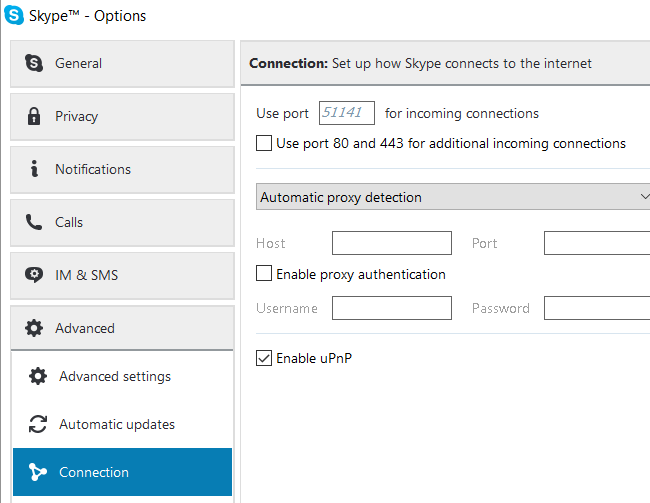 Skype™ - Options
General
Privacy
Notifications
Calls
IM & SMS
Advanced
Advanced settings
Automatic updates
Connection
Connection: Set up how Skype connects to the internet
Use port 51141 for incoming connections
Use port 80 and 443 for additional incoming connections
Automatic proxy detection
Host Port
Enable proxy authentication
Username Password
Enable uPnP